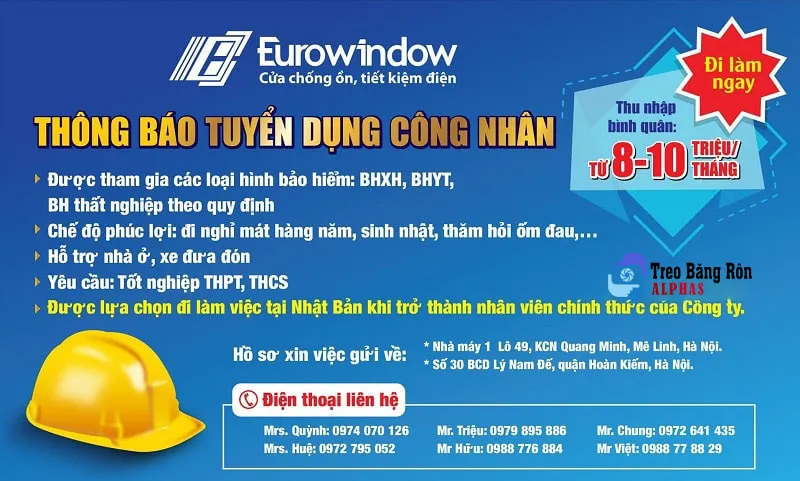 Eurowindow
Cửa chống ồn, tiết kiệm điện
Đi làm
ngay
THÔNG BÁO TUYỂN DỤNG CÔNG NHÂN
Thu nhập
bình quân:
TỪ 8-10 TRIỆU/
THÁNG
Được tham gia các loại hình bảo hiểm: BHXH, BHYT,
BH thất nghiệp theo quy định
Chế độ phúc lợi: đi nghỉ mát hàng năm, sinh nhật, thăm hỏi ốm đau,...
Hỗ trợ nhà ở, xe đưa đón
Yêu cầu: Tốt nghiệp THPT, THCS
Được lựa chọn đi làm việc tại Nhật Bản khi trở thành nhân viên chính thức của Công ty.
Treo Băng Rôn
ALPHAS
Hồ sơ xin việc gửi về:
* Nhà máy 1 Lô 49, KCN Quang Minh, Mê Linh, Hà Nội.
* Số 30 BCD Lý Nam Đế, quận Hoàn Kiếm, Hà Nội.
Điện thoại liên hệ
Mrs. Quỳnh: 0974 070 126
Mr. Triệu: 0979 895 886
Mr. Chung: 0972 641 435
Mrs. Huệ: 0972 795 052
Mr Hữu: 0988 776 884
Mr Việt: 0988 77 88 29